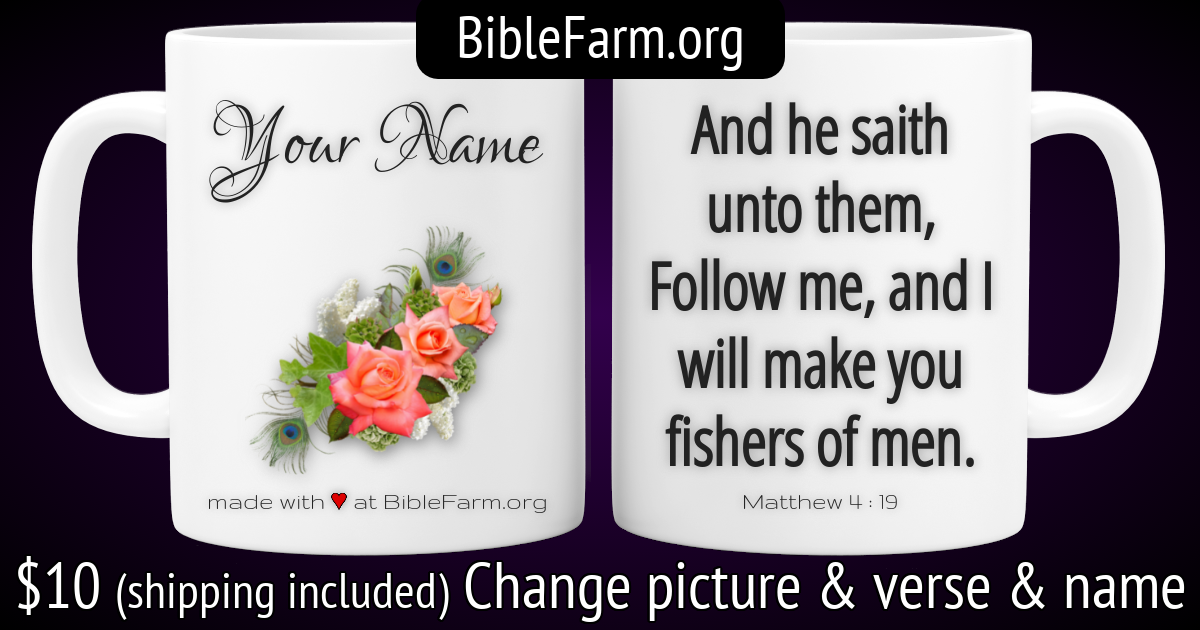 BibleFarm.org
Your Name
made with ♥ at BibleFarm.org
And he saith
unto them,
Follow me, and I
will make you
fishers of men.
Matthew 4 : 19
$10 (shipping included) Change picture & verse & name